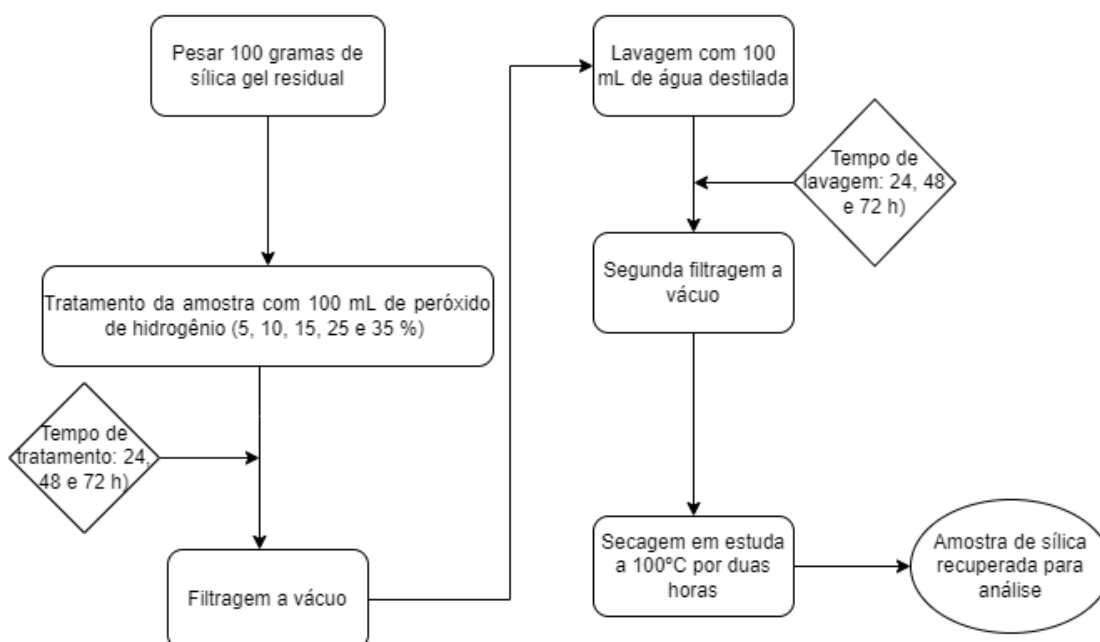 Pesar 100 gramas de
sílica gel residual
Tratamento da amostra com 100 mL de peróxido
de hidrogênio (5, 10, 15, 25 e 35 %)
Tempo de
tratamento: 24,
48 e 72 h)
Filtragem a vácuo
Lavagem com 100
mL de água destilada
Tempo de
lavagem: 24, 48
e 72 h)
Segunda filtragem a
vácuo
Secagem em estuda
a 100ºC por duas
horas
Amostra de sílica
recuperada para
análise